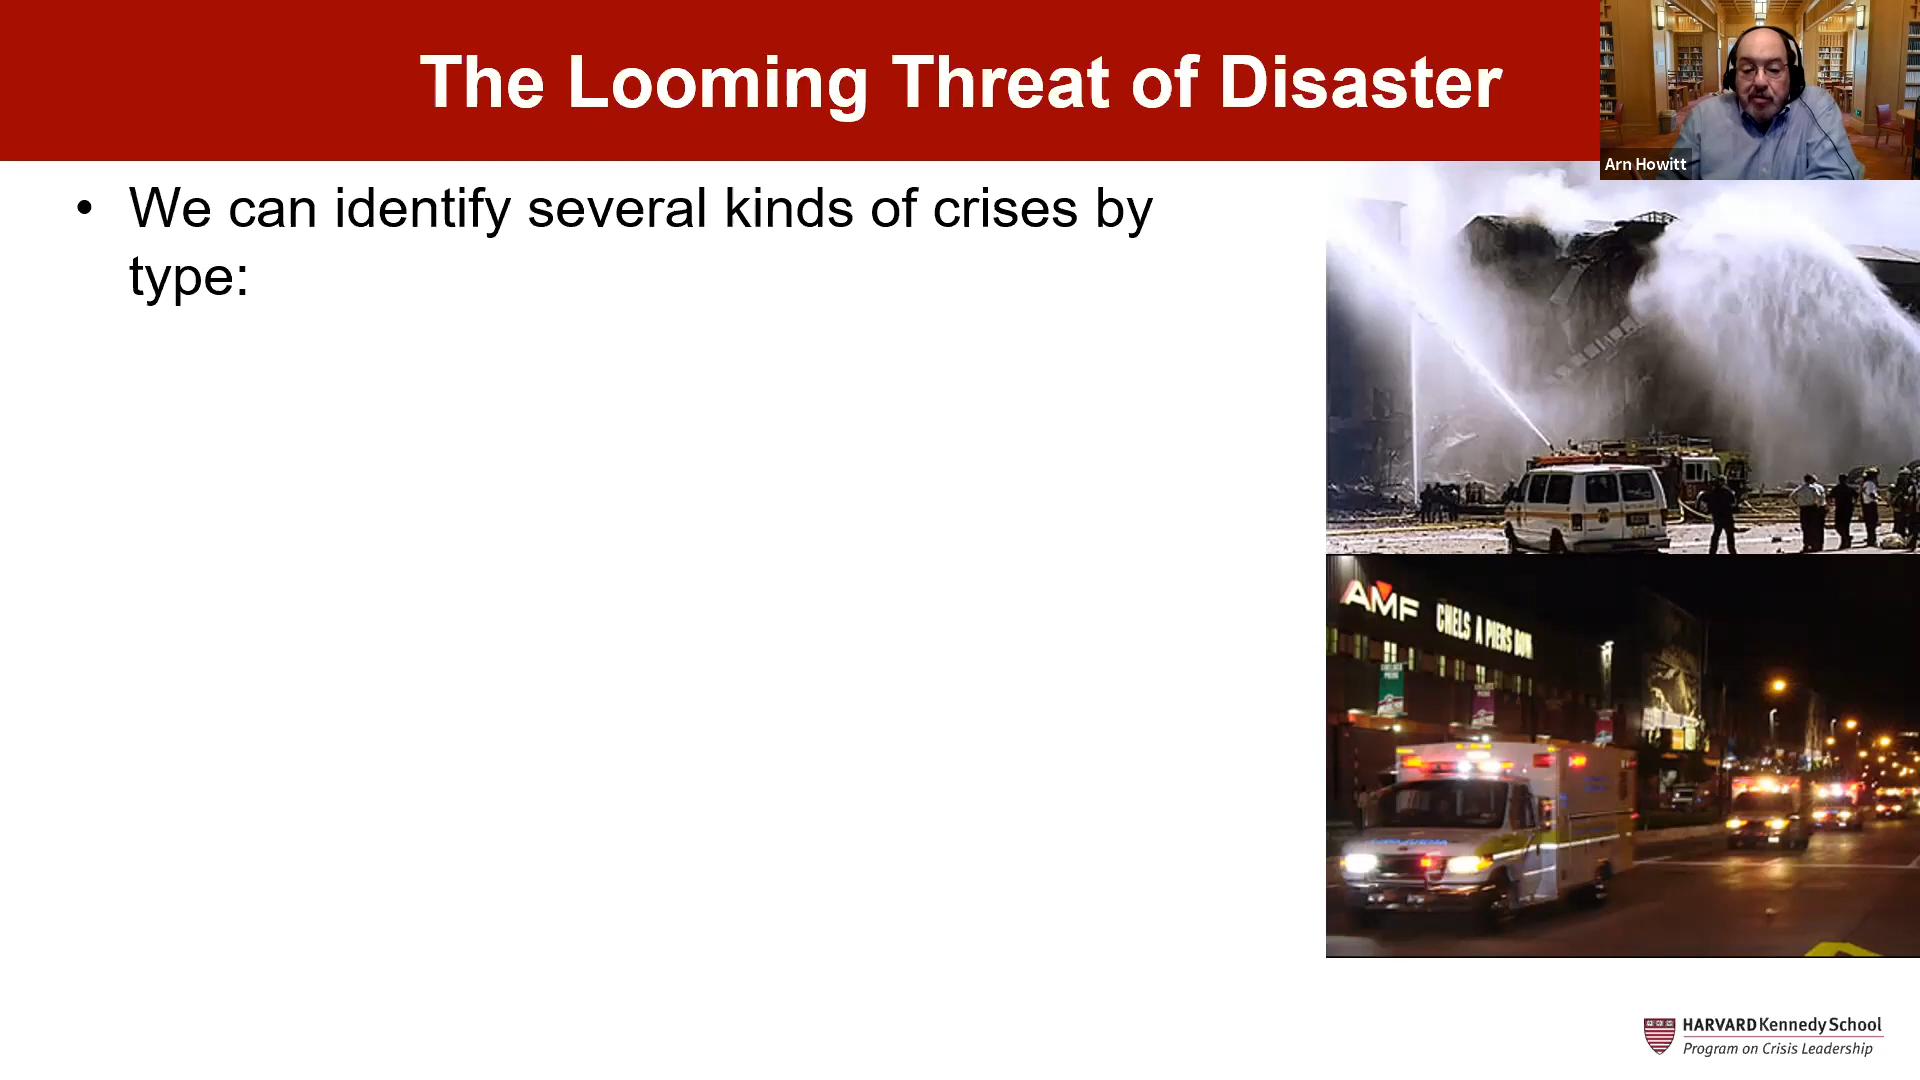 The Looming Threat of Disaster
Arn Howitt
• We can identify several kinds of crises by
type:
AMF
CHELS A PIERS BOW
HARVARD Kennedy School
Program on Crisis Leadership